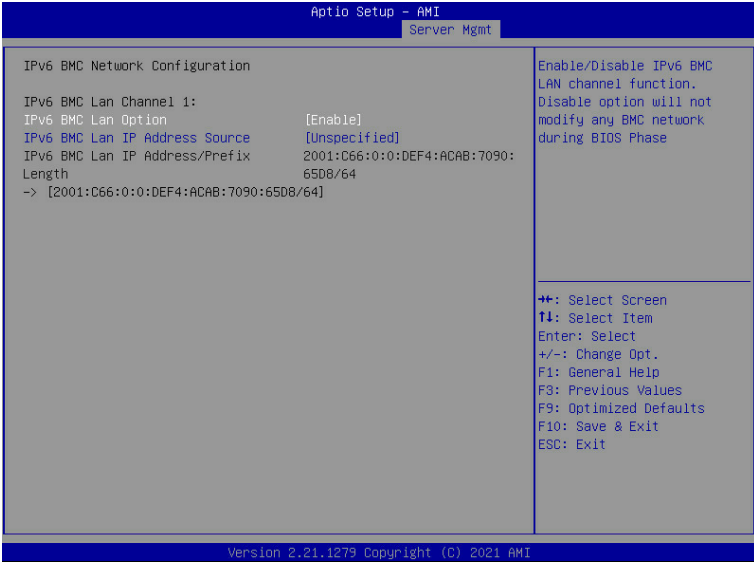 Aptio Setup – AMI
Server Mgmt
IPv6 BMC Network Configuration
IPv6 BMC Lan Channel 1:
IPv6 BMC Lan Option [Enable]
IPv6 BMC Lan IP Address Source [Unspecified]
IPv6 BMC Lan IP Address/Prefix 2001:C66:0:0:DEF4:ACAB:7090:
Length 65D8/64
-> [2001:C66:0:0:DEF4:ACAB:7090:65D8/64]
Enable/Disable IPv6 BMC
LAN channel function.
Disable option will not
modify any BMC network
during BIOS Phase
→←: Select Screen
↑↓: Select Item
Enter: Select
+/-: Change Opt.
F1: General Help
F3: Previous Values
F9: Optimized Defaults
F10: Save & Exit
ESC: Exit
Version 2.21.1279 Copyright (C) 2021 AMI